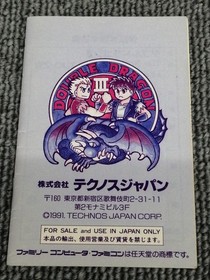 DOUBLE DRAGON
III
株式会社 テクノスジャパン
〒160 東京都新宿区歌舞伎町2-31-11
第2モナミビル3F
©1991. TECHNOS JAPAN CORP.
FOR SALE and USE IN JAPAN ONLY
本品の輸出、使用営業及び賃貸を禁じます。
ファミリーコンピュータ・ファミコンは任天堂の商標です。